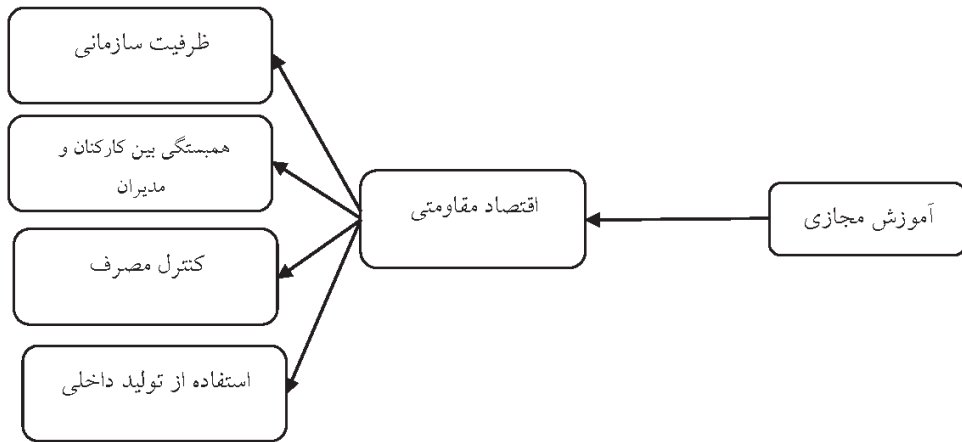 ظرفیت سازمانی
همبستگی بین کارکنان و
مدیران
اقتصاد مقاومتی
آموزش مجازی
کنترل مصرف
استفاده از تولید داخلی